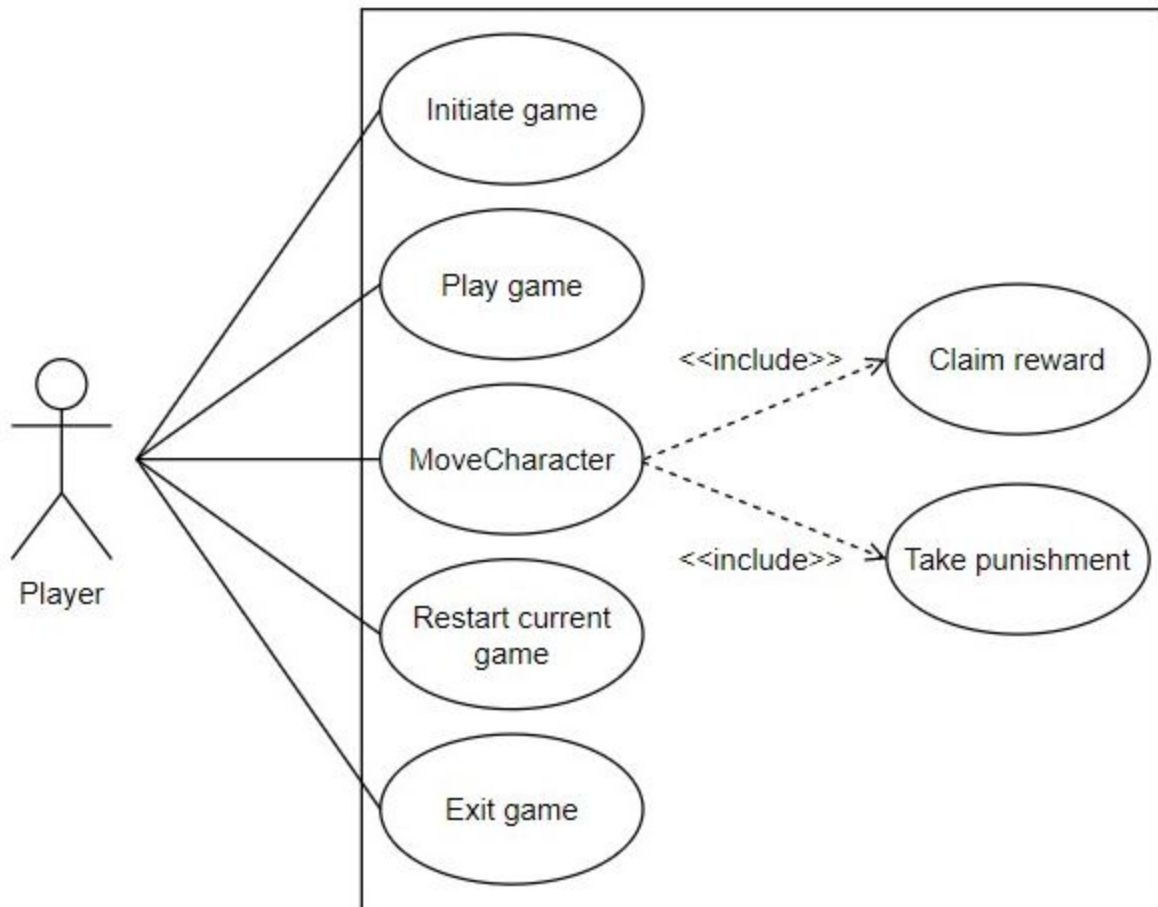 Initiate game
Play game
<<include>>
Claim reward
MoveCharacter
<<include>>
Take punishment
Player
Restart current
game
Exit game